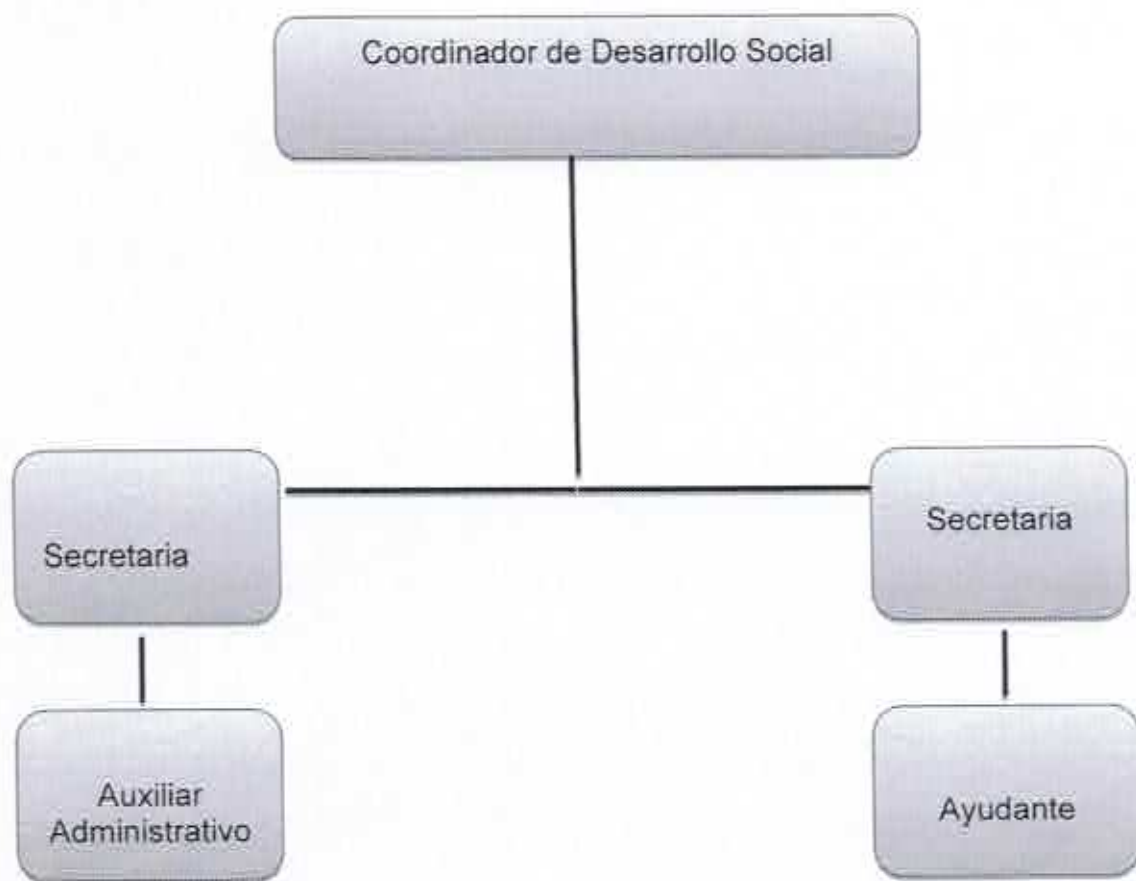 Coordinador de Desarrollo Social
Secretaria
Secretaria
Auxiliar
Administrativo
Ayudante